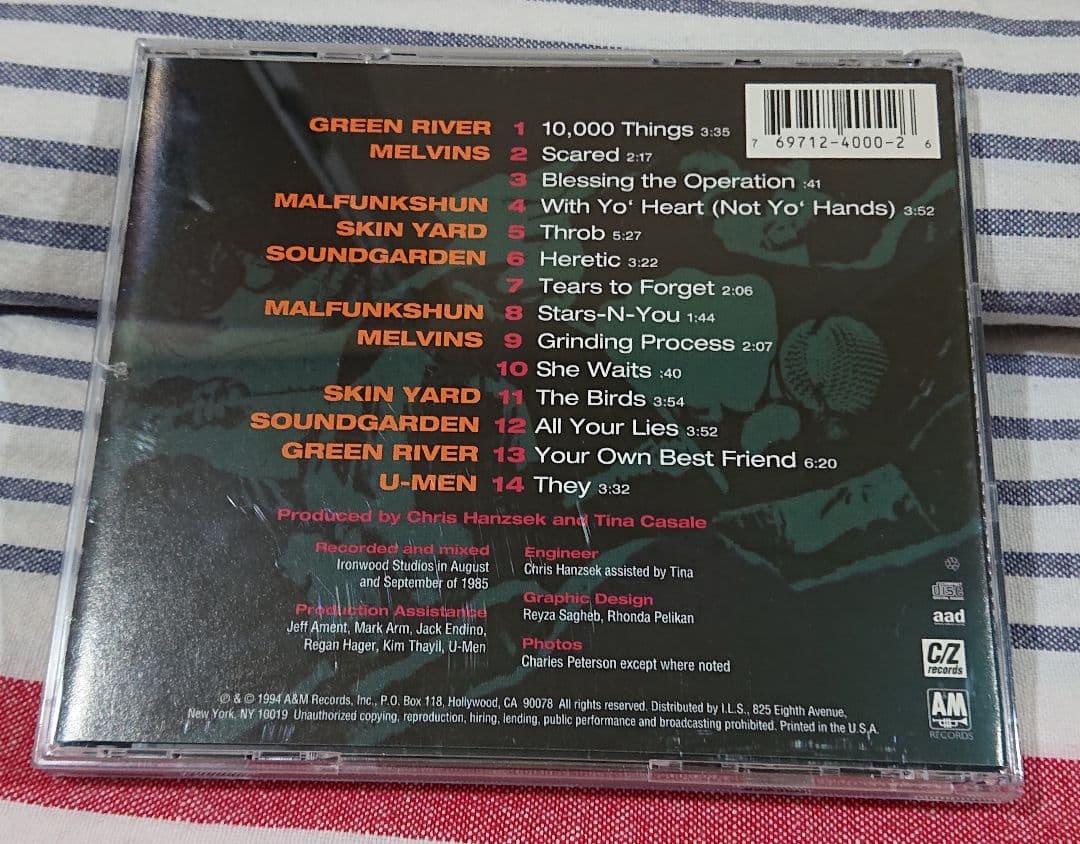 GREEN RIVER 1 10,000 Things 3:35
MELVINS 2 Scared 2:17
3 Blessing the Operation :41
MALFUNKSHUN 4 With Yo' Heart (Not Yo' Hands) 3:52
SKIN YARD 5 Throb 5:27
SOUNDGARDEN 6 Heretic 3:22
7 Tears to Forget 2:06
MALFUNKSHUN 8 Stars-N-You 1:44
MELVINS 9 Grinding Process 2:07
10 She Waits :40
SKIN YARD 11 The Birds 3:54
SOUNDGARDEN 12 All Your Lies 3:52
GREEN RIVER 13 Your Own Best Friend 6:20
U-MEN 14 They 3:32
7 69712-4000-2 6
Produced by Chris Hanzsek and Tina Casale
Recorded and mixed
Ironwood Studios in August
and September of 1985
Production Assistance
Jeff Ament, Mark Arm, Jack Endino,
Regan Hager, Kim Thayil, U-Men
Engineer
Chris Hanzsek assisted by Tina
Graphic Design
Reyza Sagheb, Rhonda Pelikan
Photos
Charles Peterson except where noted
COMPACT
disc
DIGITAL AUDIO
aad
C/Z
records
A&M
RECORDS
℗ & © 1994 A&M Records, Inc., P.O. Box 118, Hollywood, CA 90078 All rights reserved. Distributed by I.L.S., 825 Eighth Avenue,
New York, NY 10019 Unauthorized copying, reproduction, hiring, lending, public performance and broadcasting prohibited. Printed in the U.S.A.